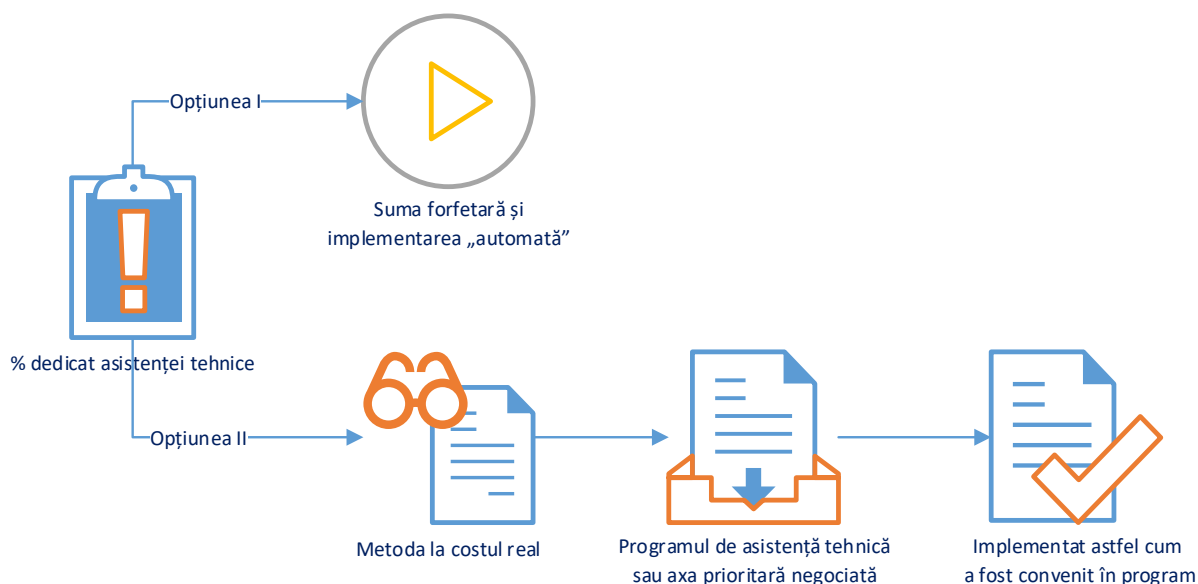 Opțiunea I
Suma forfetară și
implementarea „automată”
% dedicat asistenței tehnice
Opțiunea II
Metoda la costul real
Programul de asistență tehnică
sau axa prioritară negociată
Implementat astfel cum
a fost convenit în program